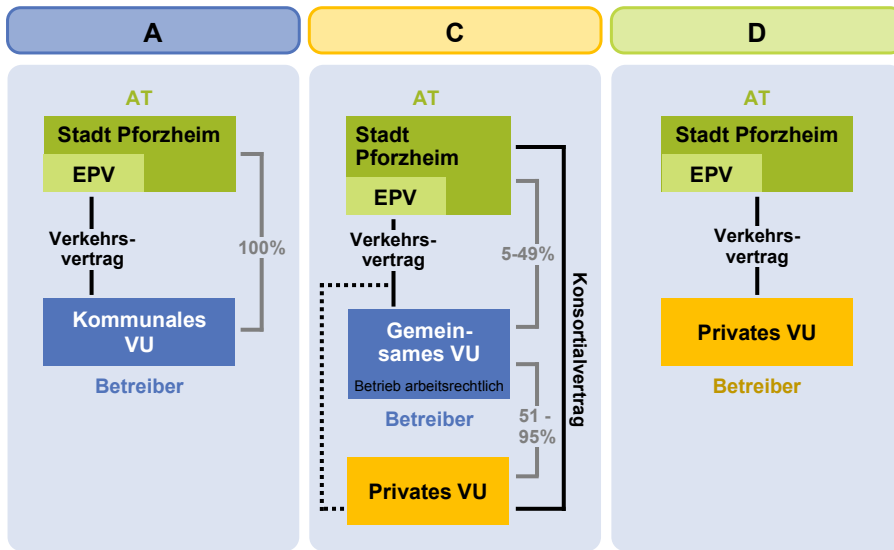 A
AT
Stadt Pforzheim
EPV
Verkehrs-
vertrag
100%
Kommunales
VU
Betreiber
C
AT
Stadt
Pforzheim
EPV
Verkehrs-
vertrag
5-49%
Konsortialvertrag
Gemein-
sames VU
Betrieb arbeitsrechtlich
Betreiber
51 -
95%
Privates VU
D
AT
Stadt Pforzheim
EPV
Verkehrs-
vertrag
Privates VU
Betreiber